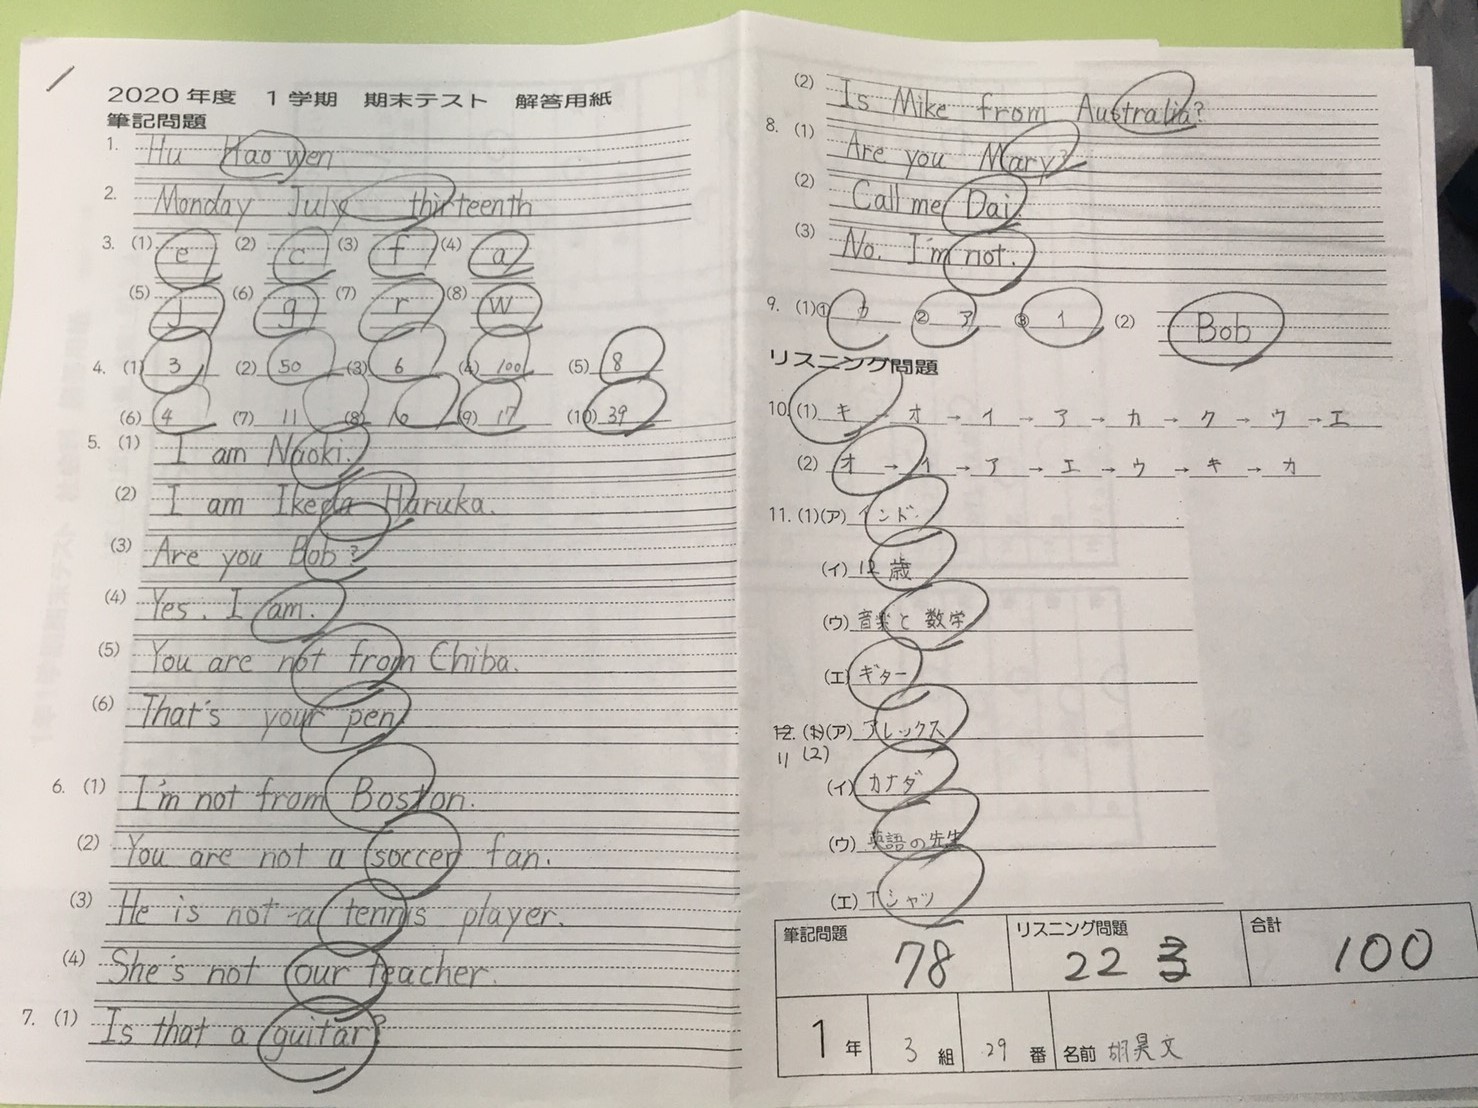 2020年度 1学期 期末テスト 解答用紙
筆記問題
1. Hu Haowen
2. Monday July thirteenth
3. (1) e (2) c (3) f (4) a
(5) j (6) g (7) r (8) w
4. (1) 3 (2) 50 (3) 6 (4) 100 (5) 8
(6) 4 (7) 11 (8) 10 (9) 17 (10) 39
5. (1) I am Naoki.
(2) I am Ikeda Haruka.
(3) Are you Bob?
(4) Yes. I am.
(5) You are not from Chiba.
(6) That's your pen.
6. (1) I'm not from Boston.
(2) You are not a soccer fan.
(3) He is not a tennis player.
(4) She's not our teacher.
7. (1) Is that a guitar?
(2) Is Mike from Australia?
8. (1) Are you Mary?
(2) Call me Dai.
(3) No. I'm not.
9. (1)① ウ ② ア ③ イ (2) Bob
リスニング問題
10. (1) キ → オ → イ → ア → カ → ク → ウ → エ
(2) オ → イ → ア → エ → ウ → キ → カ
11. (1)(ア) インド.
(イ) 12歳
(ウ) 音楽と数学
(エ) ギター
(ア) アレックス
11 (2)
(イ) カナダ
(ウ) 英語の先生
(エ) Tシャツ
筆記問題 78 リスニング問題 22 合計 100
1年 3組 29番 名前 胡昊文